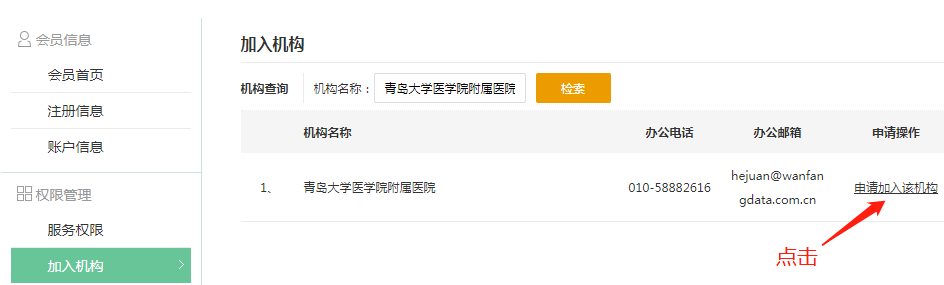 会员信息
会员首页
注册信息
账户信息
权限管理
服务权限
加入机构
加入机构
机构查询 机构名称： 青岛大学医学院附属医院 检索
机构名称 办公电话 办公邮箱 申请操作
1、 青岛大学医学院附属医院 010-58882616 hejuan@wanfan
gdata.com.cn 申请加入该机构
点击